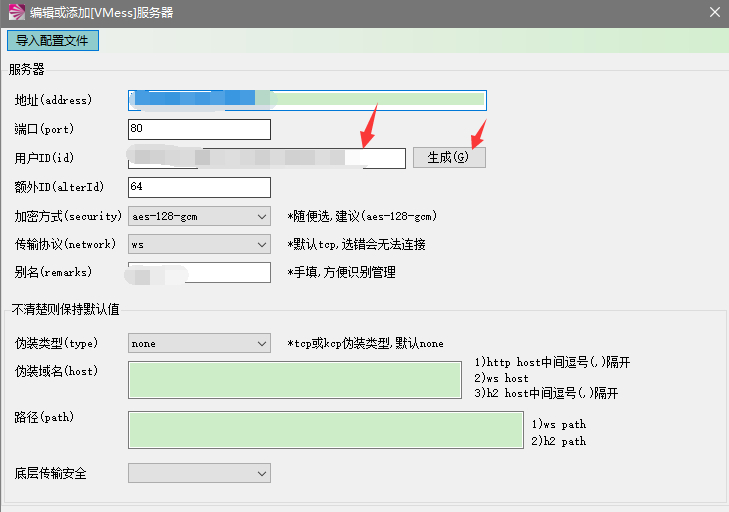 编辑或添加[VMess]服务器
导入配置文件
服务器
地址(address)
端口(port) 80
用户ID(id) 生成(G)
额外ID(alterId) 64
加密方式(security) aes-128-gcm *随便选,建议(aes-128-gcm)
传输协议(network) ws *默认tcp,选错会无法连接
别名(remarks) *手填,方便识别管理
不清楚则保持默认值
伪装类型(type) none *tcp或kcp伪装类型,默认none
伪装域名(host) 1)http host中间逗号(,)隔开
2)ws host
3)h2 host中间逗号(,)隔开
路径(path) 1)ws path
2)h2 path
底层传输安全